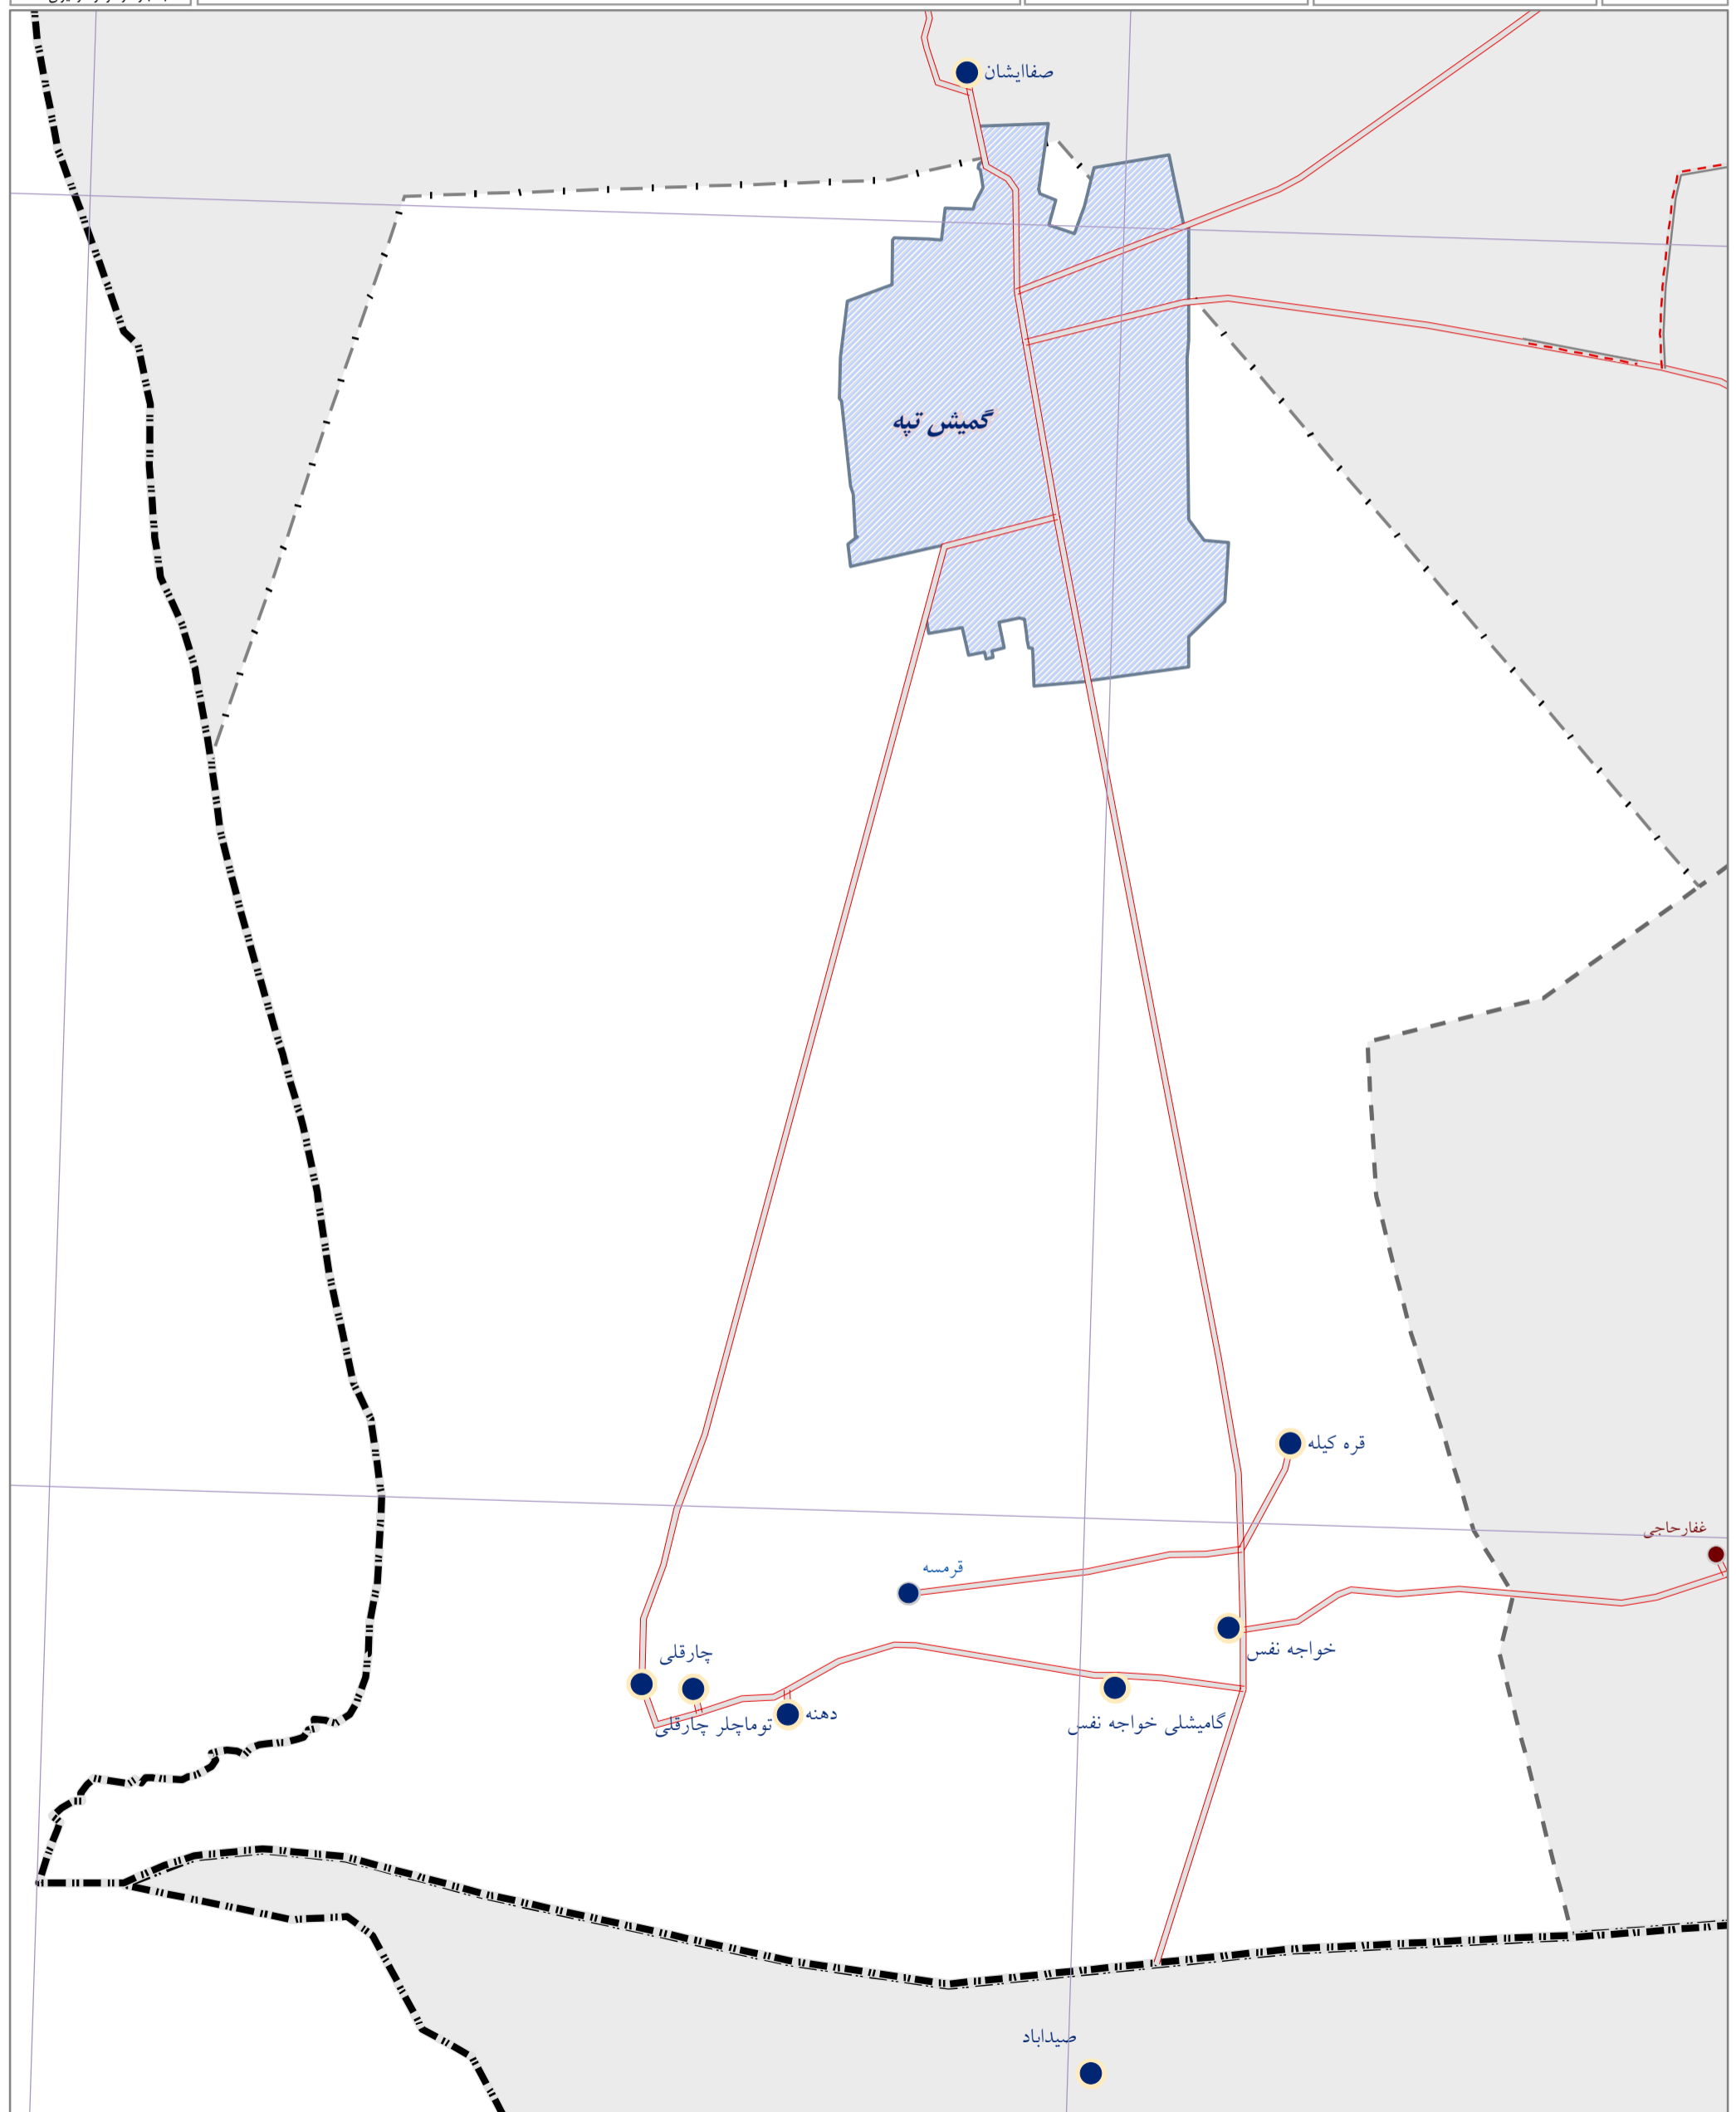 صفاایشان
گمیش تپه
قره کیله
غفارحاجی
قرمسه
خواجه نفس
چارقلی
دهنه
توماچلر چارقلی
گامیشلی خواجه نفس
صیداباد